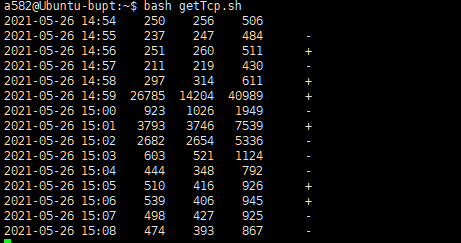 a582@Ubuntu-bupt:~$ bash getTcp.sh
2021-05-26 14:54 250 256 506
2021-05-26 14:55 237 247 484 -
2021-05-26 14:56 251 260 511 +
2021-05-26 14:57 211 219 430 -
2021-05-26 14:58 297 314 611 +
2021-05-26 14:59 26785 14204 40989 +
2021-05-26 15:00 923 1026 1949 -
2021-05-26 15:01 3793 3746 7539 +
2021-05-26 15:02 2682 2654 5336 -
2021-05-26 15:03 603 521 1124 -
2021-05-26 15:04 444 348 792 -
2021-05-26 15:05 510 416 926 +
2021-05-26 15:06 539 406 945 +
2021-05-26 15:07 498 427 925 -
2021-05-26 15:08 474 393 867 -